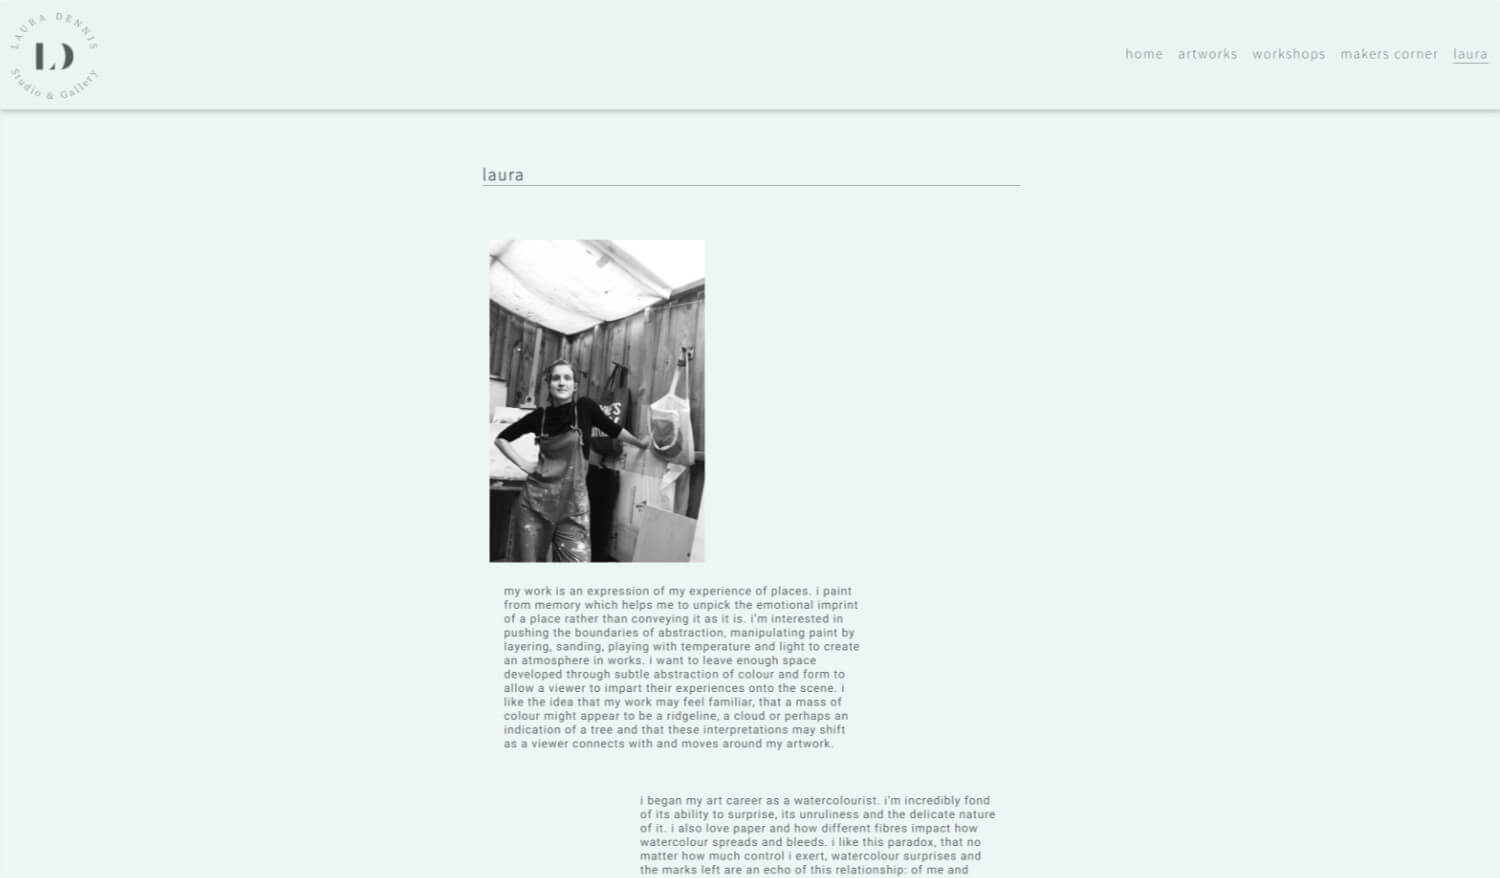 LAURA DENNIS
LD
Studio & Gallery
home artworks workshops makers corner laura
laura
my work is an expression of my experience of places. i paint
from memory which helps me to unpick the emotional imprint
of a place rather than conveying it as it is. i'm interested in
pushing the boundaries of abstraction, manipulating paint by
layering, sanding, playing with temperature and light to create
an atmosphere in works. i want to leave enough space
developed through subtle abstraction of colour and form to
allow a viewer to impart their experiences onto the scene. i
like the idea that my work may feel familiar, that a mass of
colour might appear to be a ridgeline, a cloud or perhaps an
indication of a tree and that these interpretations may shift
as a viewer connects with and moves around my artwork.
i began my art career as a watercolourist. i'm incredibly fond
of its ability to surprise, its unruliness and the delicate nature
of it. i also love paper and how different fibres impact how
watercolour spreads and bleeds. i like this paradox, that no
matter how much control i exert, watercolour surprises and
the marks left are an echo of this relationship: of me and